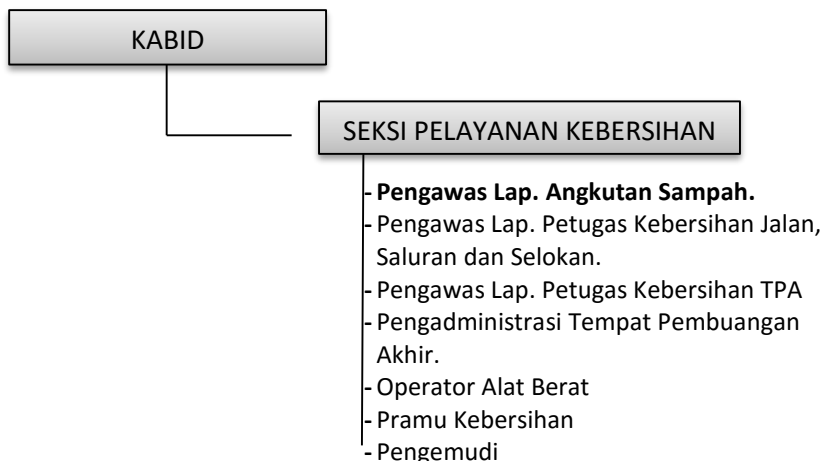 KABID
SEKSI PELAYANAN KEBERSIHAN
- Pengawas Lap. Angkutan Sampah.
- Pengawas Lap. Petugas Kebersihan Jalan,
Saluran dan Selokan.
- Pengawas Lap. Petugas Kebersihan TPA
- Pengadministrasi Tempat Pembuangan
Akhir.
- Operator Alat Berat
- Pramu Kebersihan
- Pengemudi